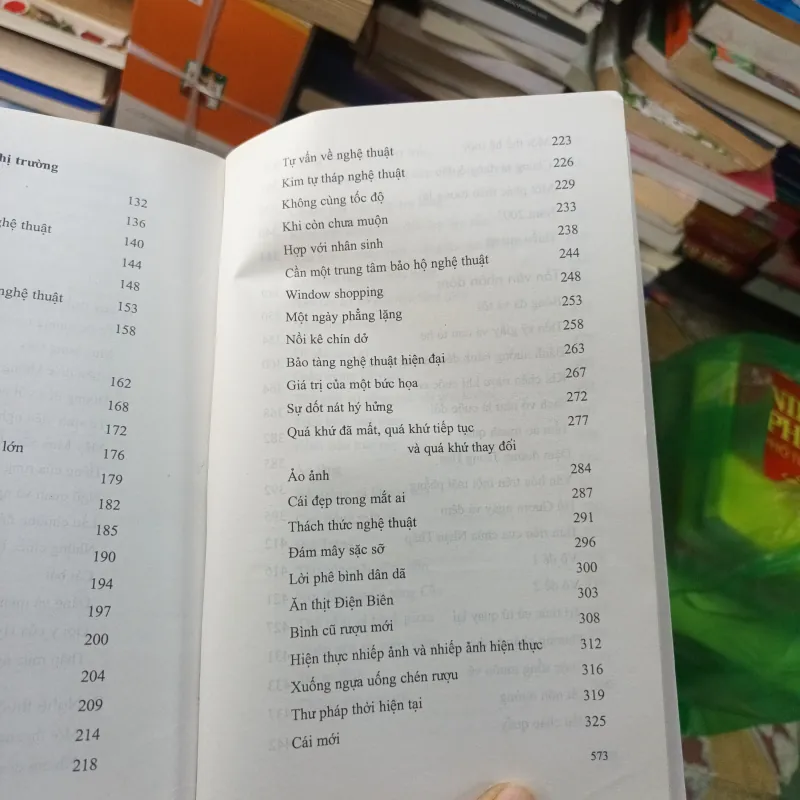 hị trường
132
136
hệ thuật
140
144
148
nghệ thuật 153
158
162
168
172
lớn 176
179
182
185
190
194
197
200
204
209
214
218
Tự vấn về nghệ thuật 223
Kim tự tháp nghệ thuật 226
Không cùng tốc độ 229
Khi còn chưa muộn 233
Hợp với nhân sinh 238
Cần một trung tâm bảo hộ nghệ thuật 244
Window shopping 248
Một ngày phẳng lặng 253
Nồi kê chín dở 258
Bảo tàng nghệ thuật hiện đại 263
Giá trị của một bức họa 267
Sự dốt nát hý hửng 272
Quá khứ đã mất, quá khứ tiếp tục 277
và quá khứ thay đổi
Ảo ảnh 284
Cái đẹp trong mắt ai 287
Thách thức nghệ thuật 291
Đám mây sặc sỡ 296
Lời phê bình dân dã 300
Ăn thịt Điện Biên 303
Bình cũ rượu mới 308
Hiện thực nhiếp ảnh và nhiếp ảnh hiện thực 312
Xuống ngựa uống chén rượu 316
Thư pháp thời hiện tại 319
Cái mới 325
573